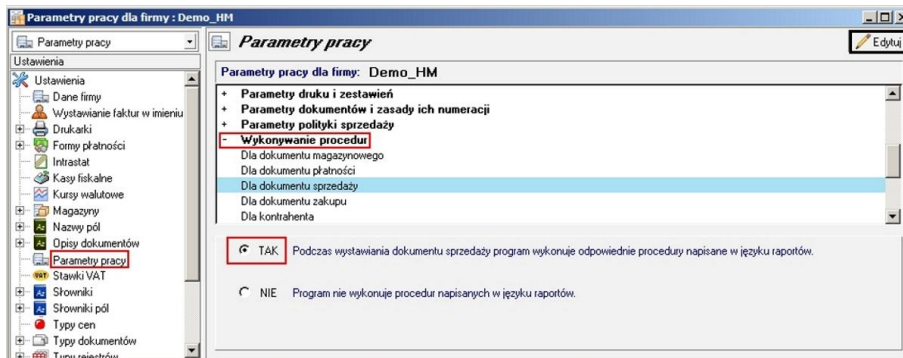 Parametry pracy dla firmy : Demo_HM
Parametry pracy
Ustawienia
Ustawienia
Dane firmy
Wystawianie faktur w imieniu
Drukarki
Formy płatności
Intrastat
Kasy fiskalne
Kursy walutowe
Magazyny
Nazwy pól
Opisy dokumentów
Parametry pracy
Stawki VAT
Słowniki
Słowniki pól
Typy cen
Typy dokumentów
Typy rejestrów
Parametry pracy
Edytuj
Parametry pracy dla firmy: Demo_HM
+ Parametry druku i zestawień
+ Parametry dokumentów i zasady ich numeracji
+ Parametry polityki sprzedaży
- Wykonywanie procedur
Dla dokumentu magazynowego
Dla dokumentu płatności
Dla dokumentu sprzedaży
Dla dokumentu zakupu
Dla kontrahenta
TAK Podczas wystawiania dokumentu sprzedaży program wykonuje odpowiednie procedury napisane w języku raportów.
NIE Program nie wykonuje procedur napisanych w języku raportów.